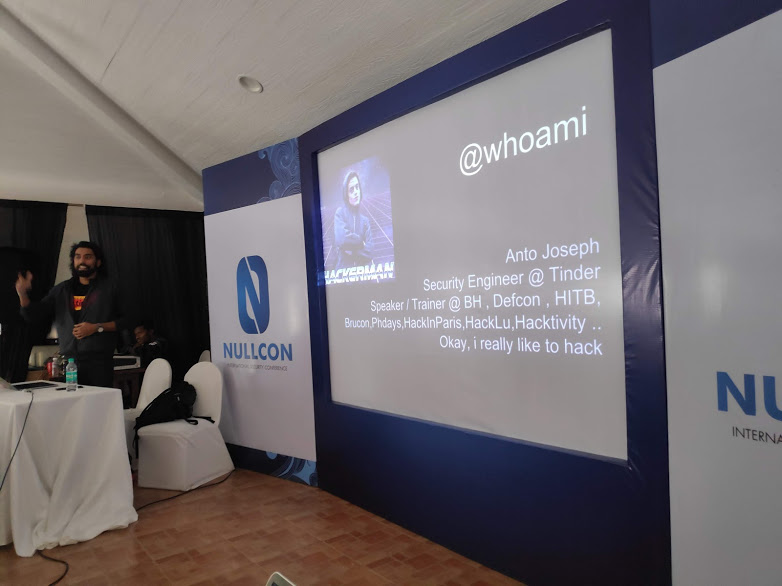 @whoami
HACKERMAN
Anto Joseph
Security Engineer @ Tinder
Speaker / Trainer @ BH , Defcon , HITB,
Brucon,Phdays,HackInParis,HackLu,Hacktivity ..
Okay, i really like to hack
NULLCON
INTERNATIONAL SECURITY CONFERENCE
NU
INTERNA